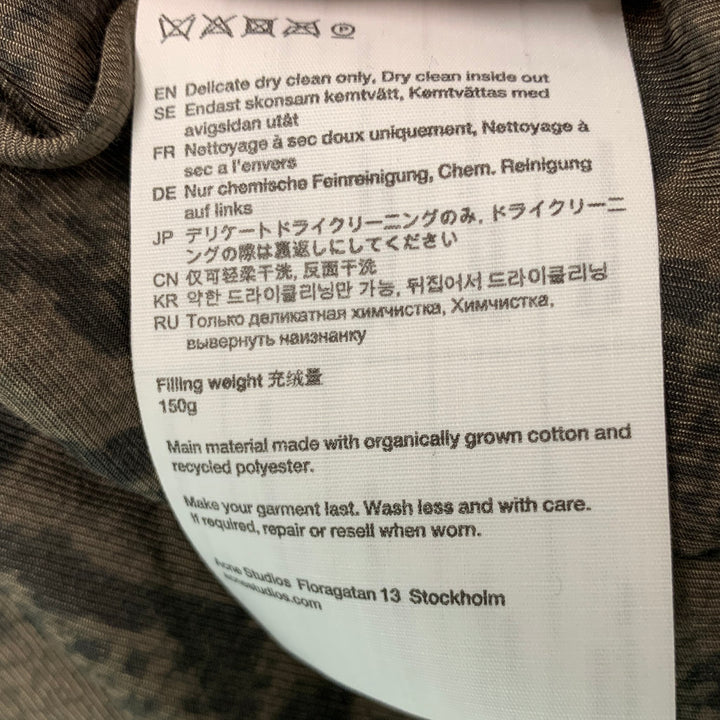 EN Delicate dry clean only, Dry clean inside out
SE Endast skonsam kemtvätt, Kemtvättas med
avigsidan utåt
FR Nettoyage à sec doux uniquement, Nettoyage à
sec a l'envers
DE Nur chemische Feinreinigung, Chem. Reinigung
auf links
JP デリケートドライクリーニングのみ, ドライクリーニ
ングの際は裏返しにしてください
CN 仅可轻柔干洗, 反面干洗
KR 약한 드라이클리닝만 가능, 뒤집어서 드라이클리닝
RU Только деликатная химчистка, Химчистка,
вывернуть наизнанку
Filling weight 充绒量
150g
Main material made with organically grown cotton and
recycled polyester.
Make your garment last. Wash less and with care.
If required, repair or resell when worn.
Acne Studios Floragatan 13 Stockholm
acnestudios.com